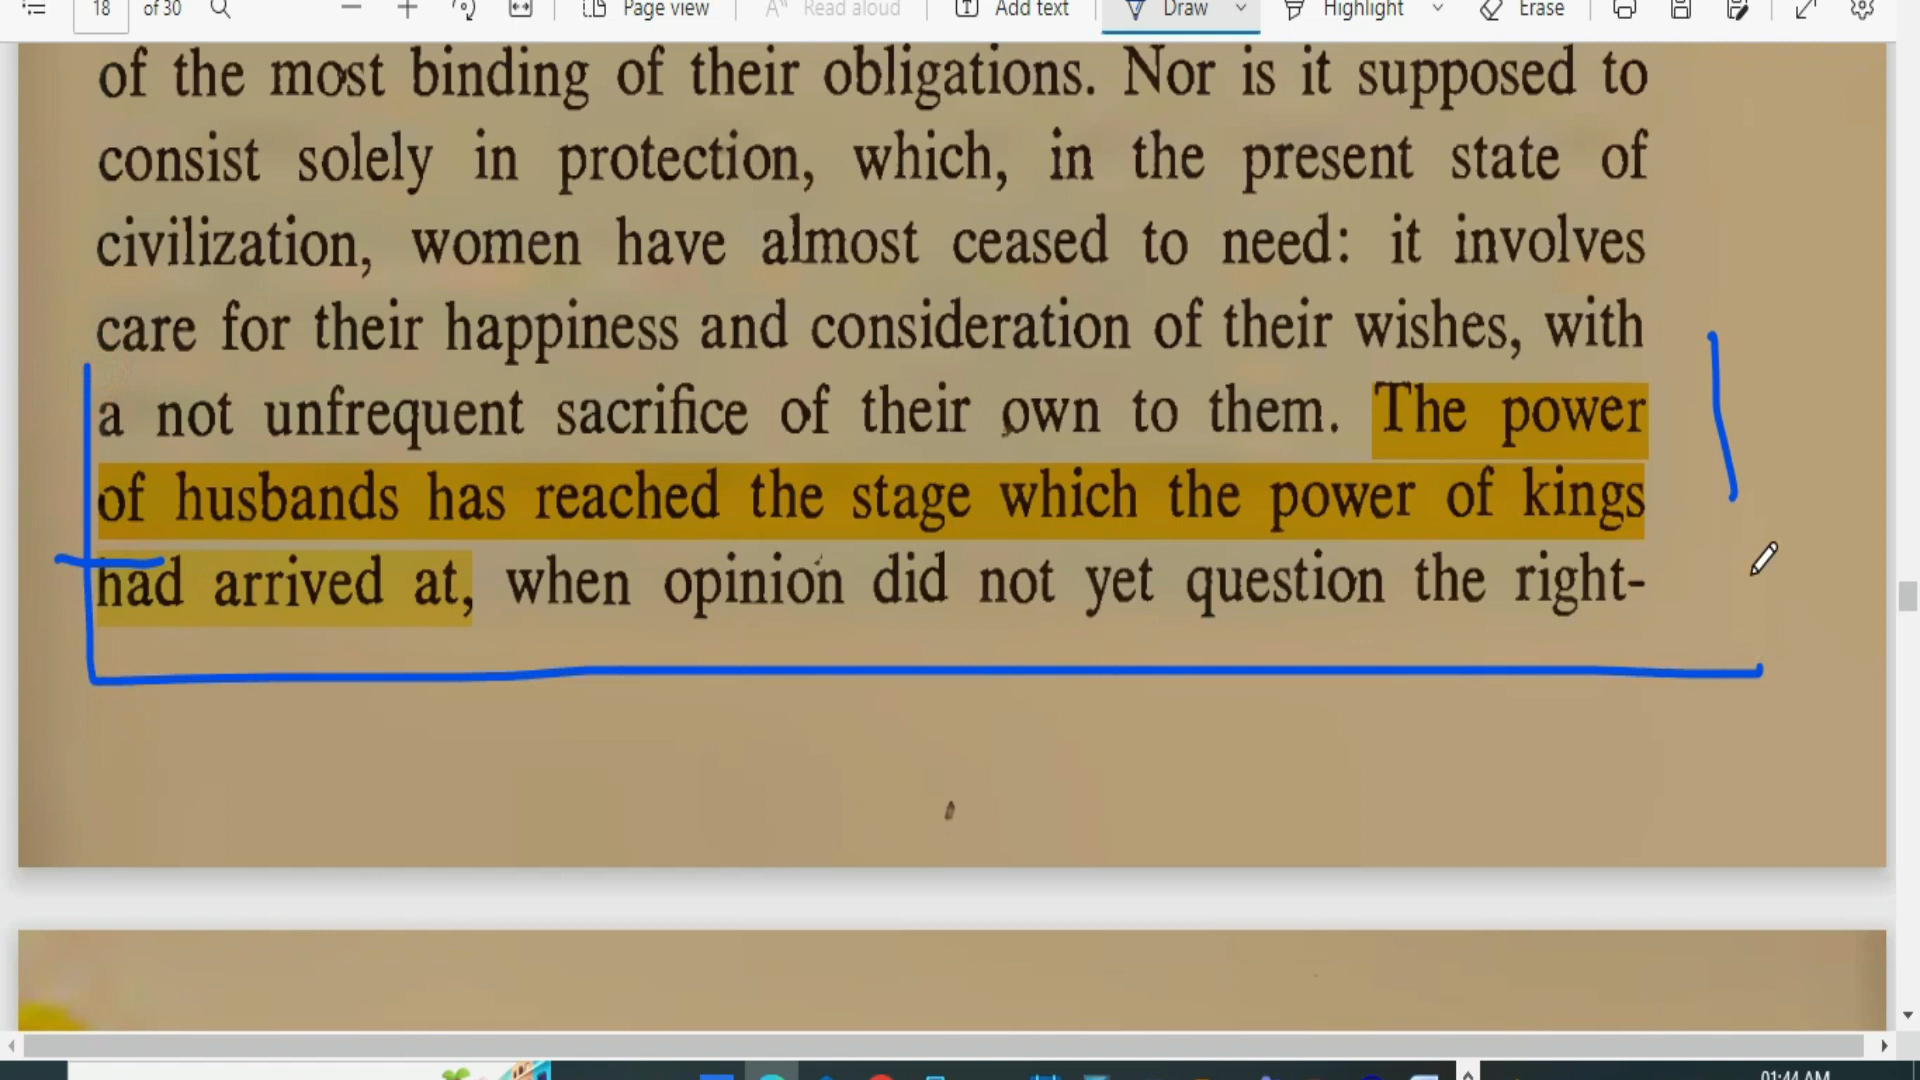 18 of 30 Page view Read aloud Add text Draw Highlight Erase
of the most binding of their obligations. Nor is it supposed to
consist solely in protection, which, in the present state of
civilization, women have almost ceased to need: it involves
care for their happiness and consideration of their wishes, with
a not unfrequent sacrifice of their own to them. The power
of husbands has reached the stage which the power of kings
had arrived at, when opinion did not yet question the right-
01:44 AM